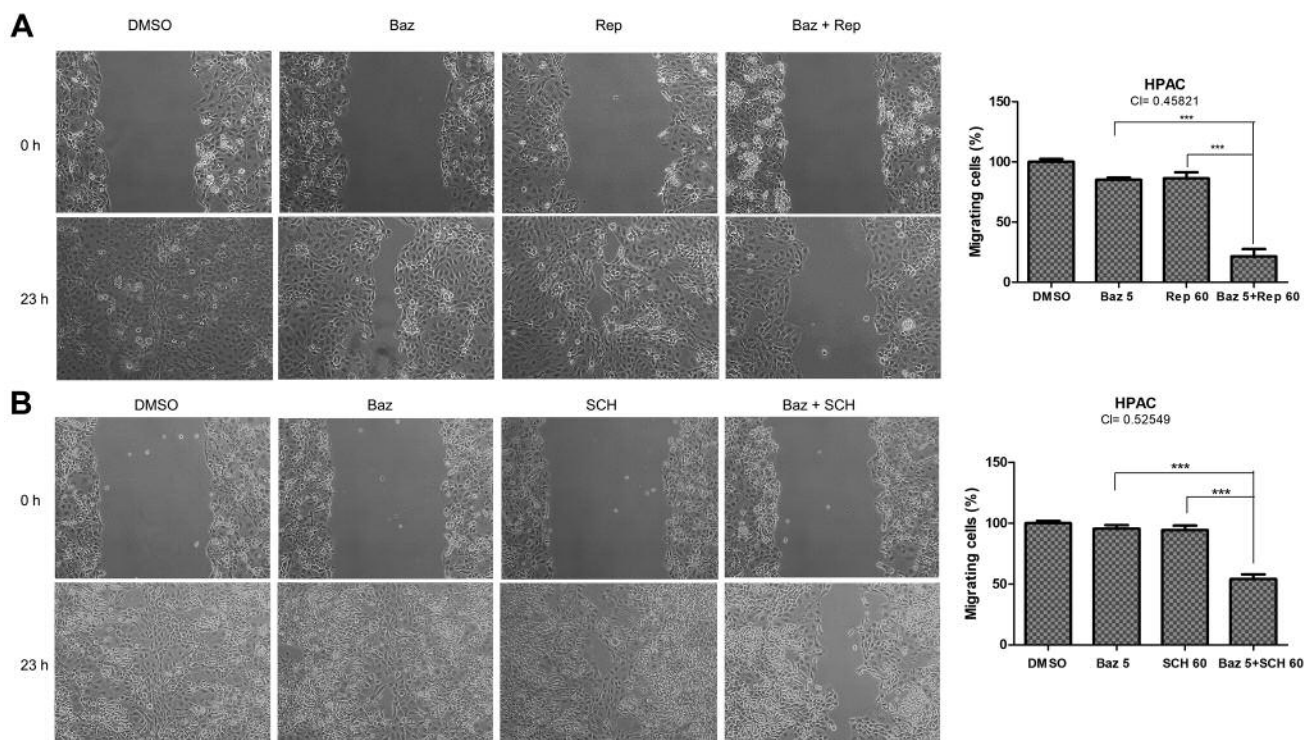 A
DMSO
Baz
Rep
Baz + Rep
0 h
23 h
HPAC
CI= 0.45821
Migrating cells (%)
150
100
50
0
***
***
DMSO
Baz 5
Rep 60
Baz 5+Rep 60
B
DMSO
Baz
SCH
Baz + SCH
0 h
23 h
HPAC
CI= 0.52549
Migrating cells (%)
150
100
50
0
***
***
DMSO
Baz 5
SCH 60
Baz 5+SCH 60